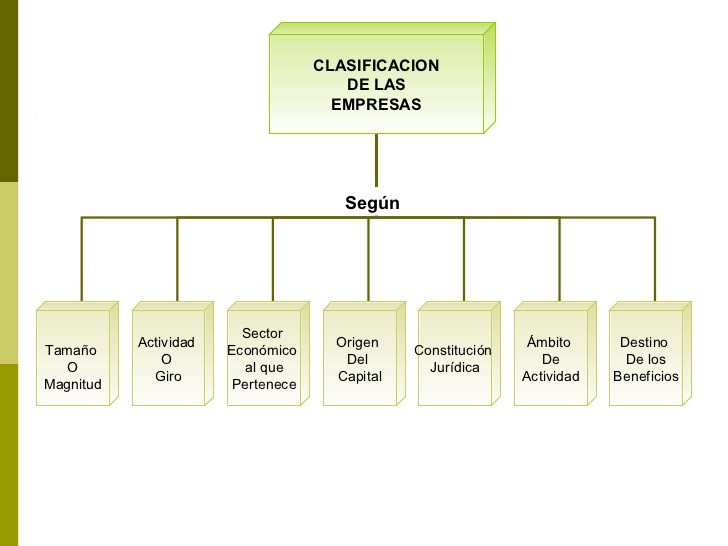 CLASIFICACION
DE LAS
EMPRESAS
Según
Tamaño
O
Magnitud
Actividad
O
Giro
Sector
Económico
al que
Pertenece
Origen
Del
Capital
Constitución
Jurídica
Ámbito
De
Actividad
Destino
De los
Beneficios